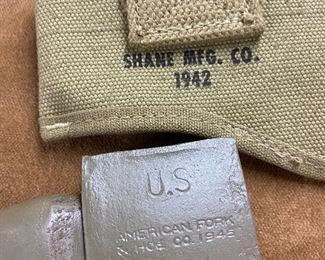 SHANE MFG. CO.
1942
U.S
AMERICAN FORK
& HOE CO. 1945